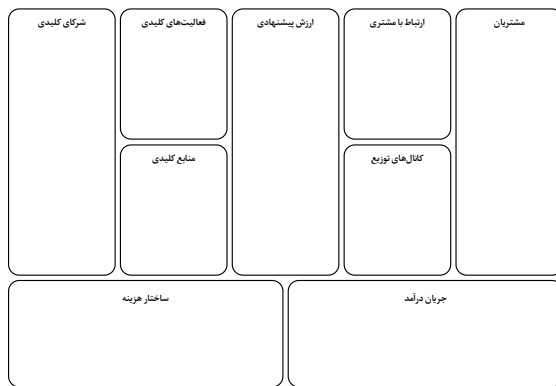 مشتریان
ارتباط با مشتری
ارزش پیشنهادی
فعالیت‌های کلیدی
شرکای کلیدی
کانال‌های توزیع
منابع کلیدی
جریان درآمد
ساختار هزینه